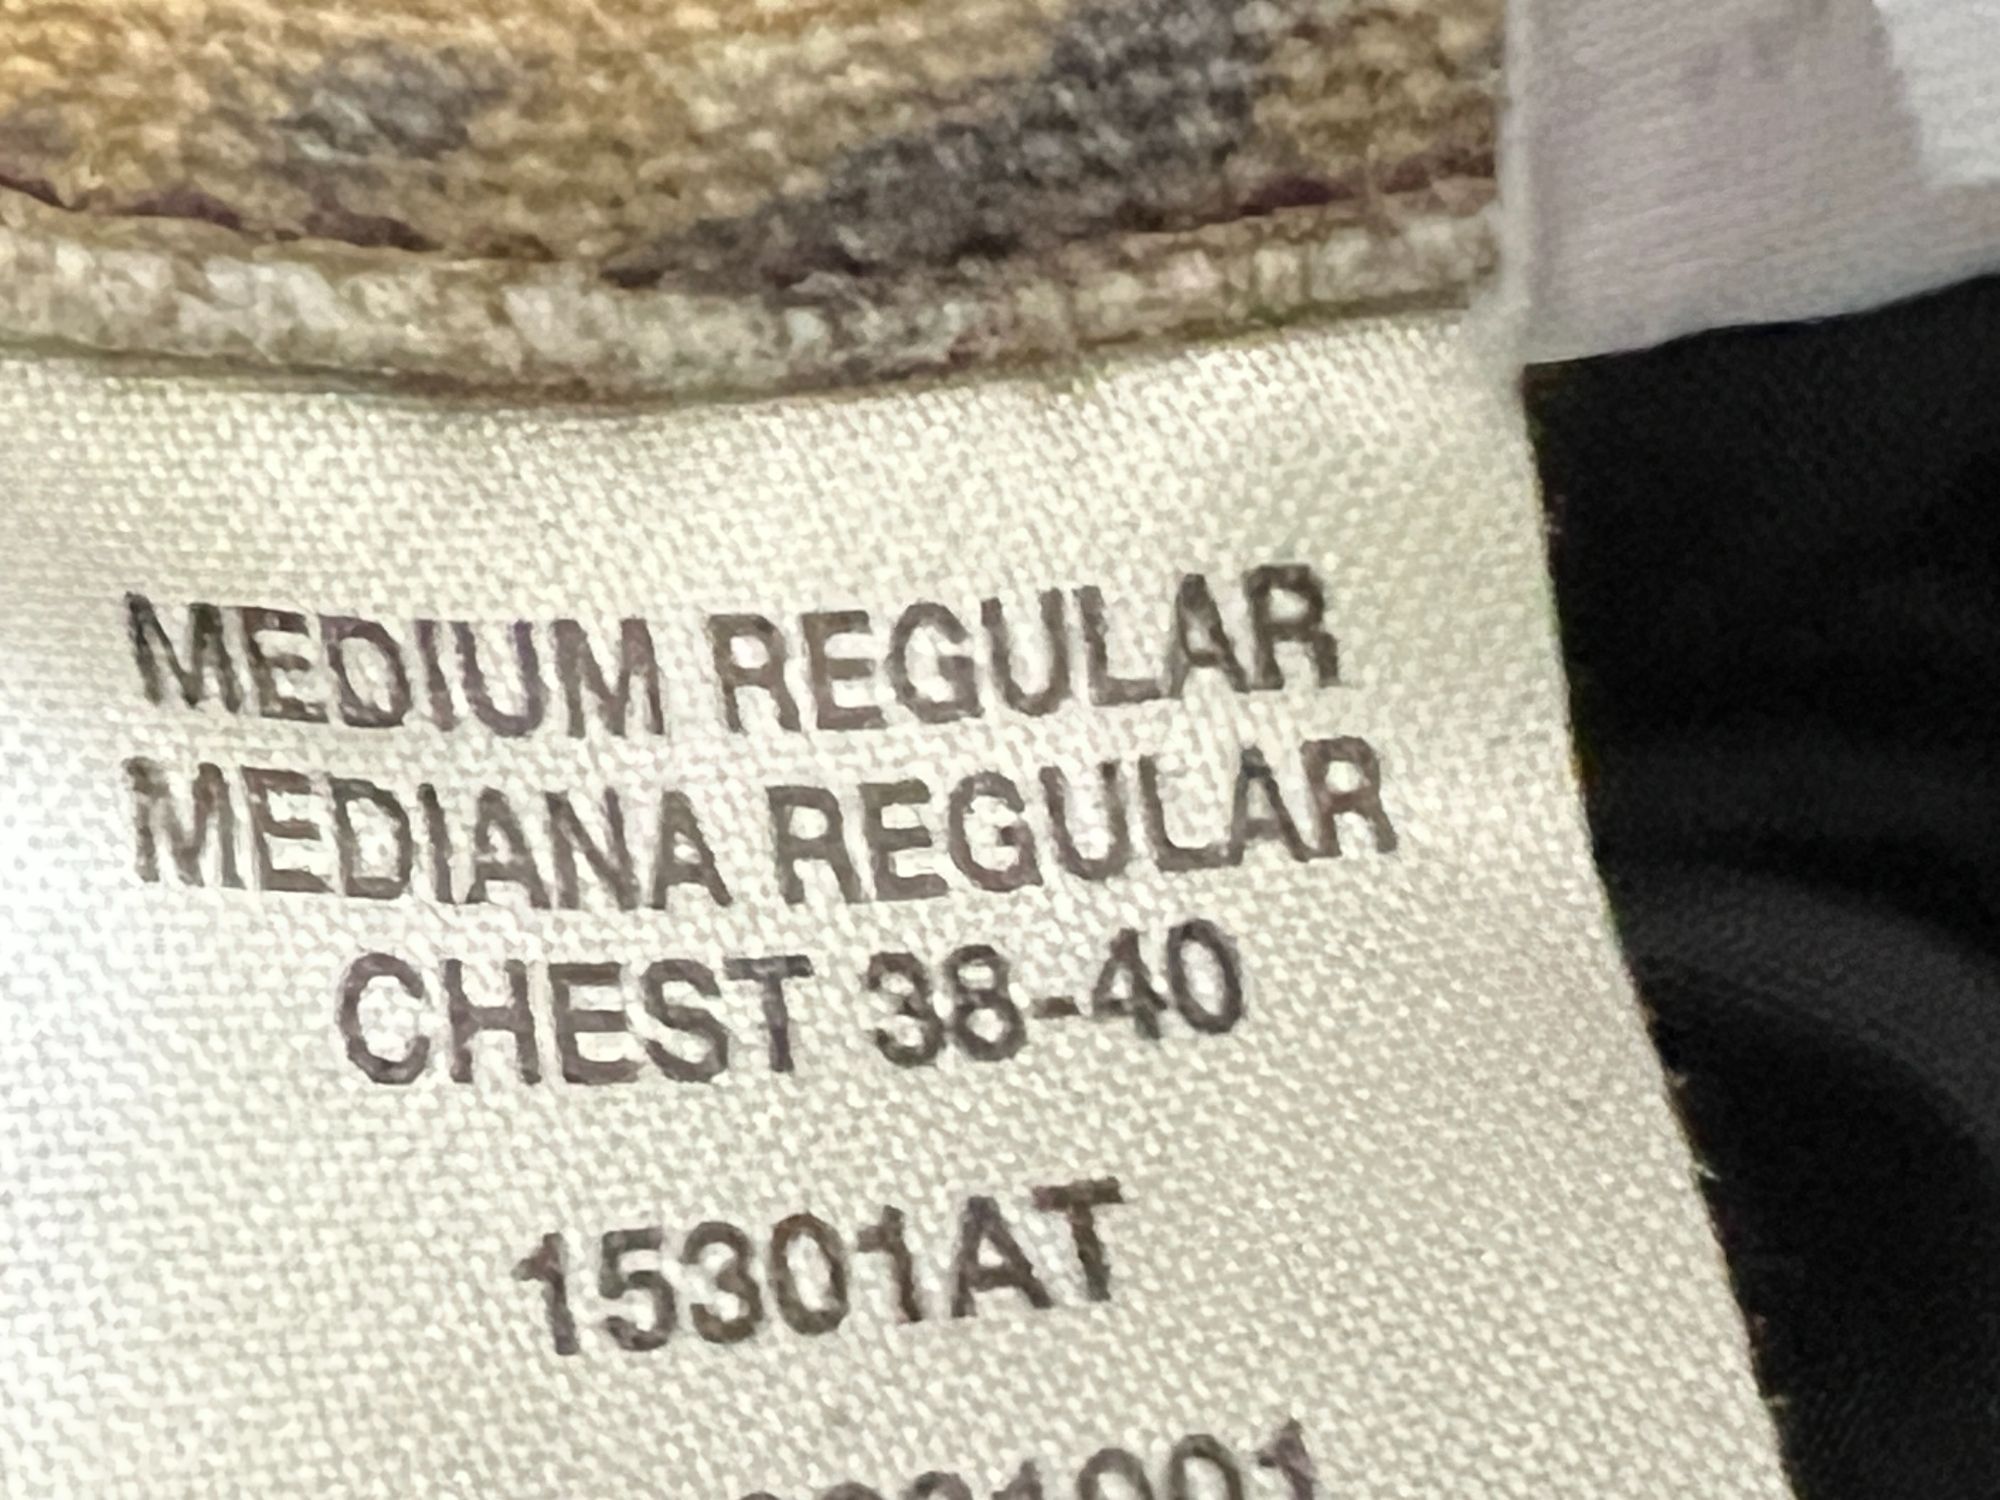 MEDIUM REGULAR
MEDIANA REGULAR
CHEST 38-40
15301AT